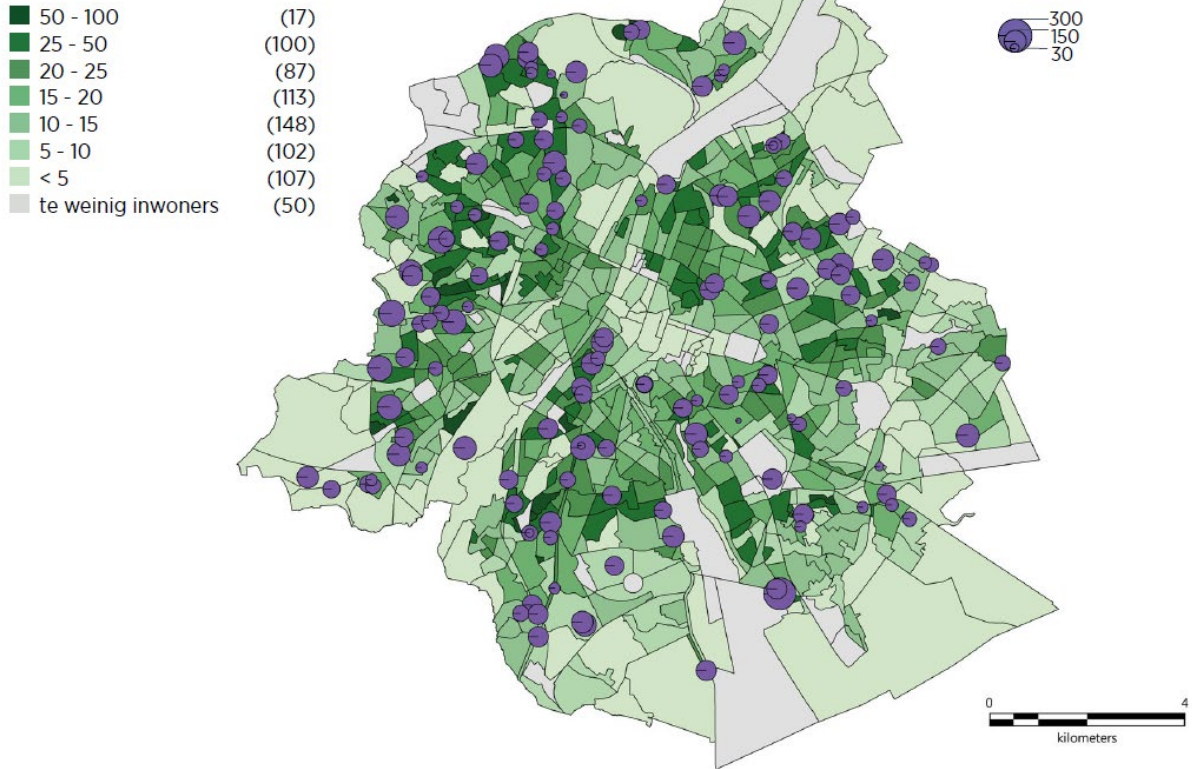 50 - 100 (17)
25 - 50 (100)
20 - 25 (87)
15 - 20 (113)
10 - 15 (148)
5 - 10 (102)
< 5 (107)
te weinig inwoners (50)
300
150
30
0 4
kilometers